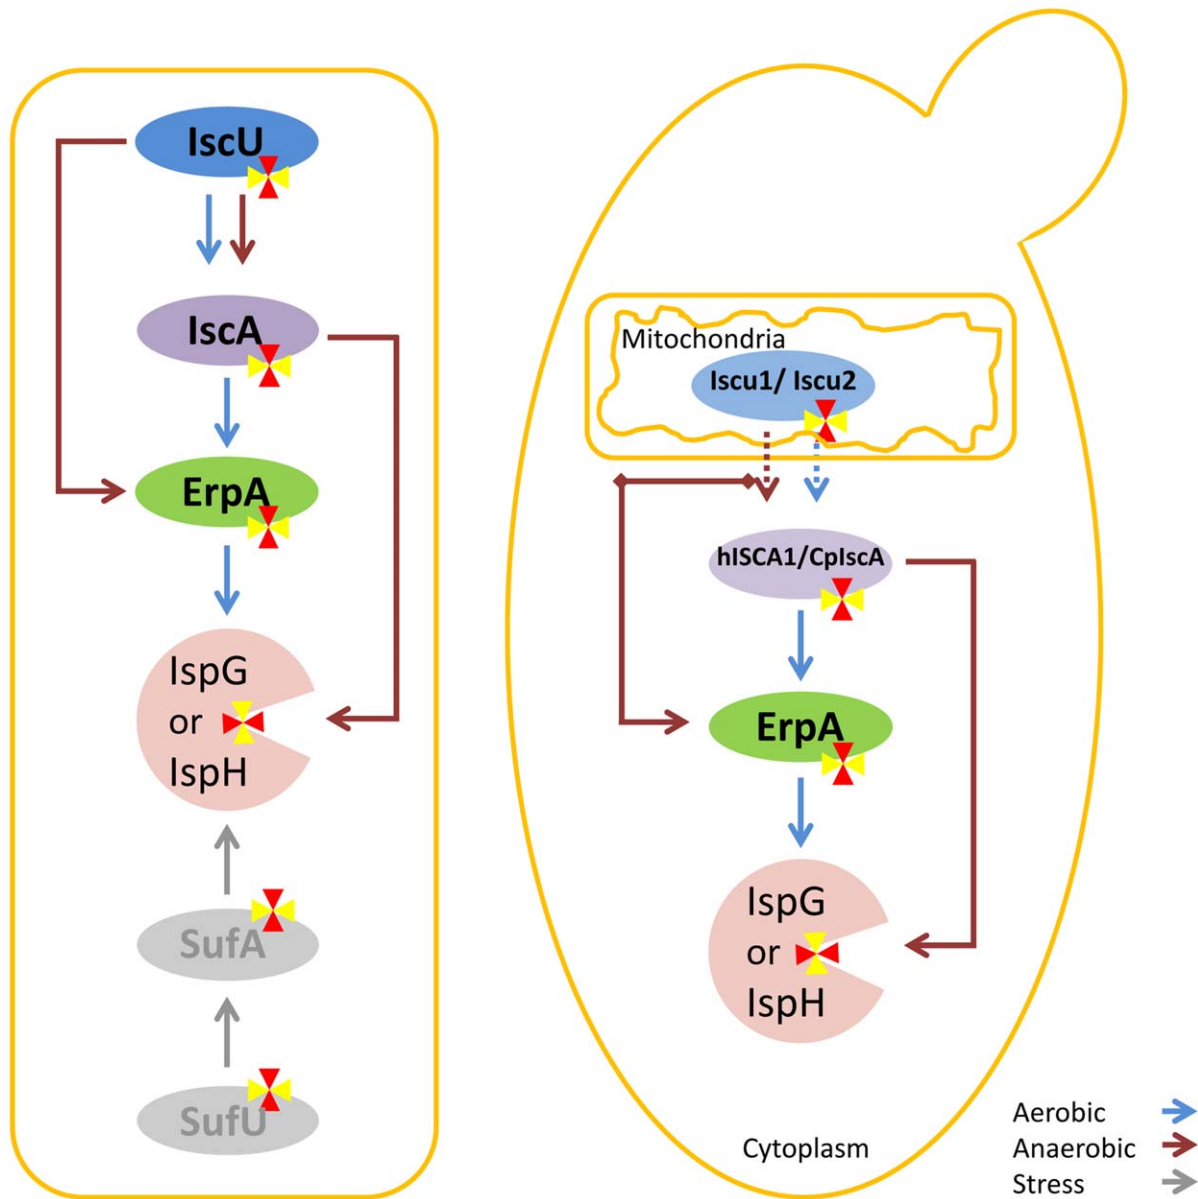 IscU
IscA
ErpA
IspG
or
IspH
SufA
SufU
Mitochondria
Iscu1/ Iscu2
hISCA1/CpIscA
ErpA
IspG
or
IspH
Cytoplasm
Aerobic
Anaerobic
Stress